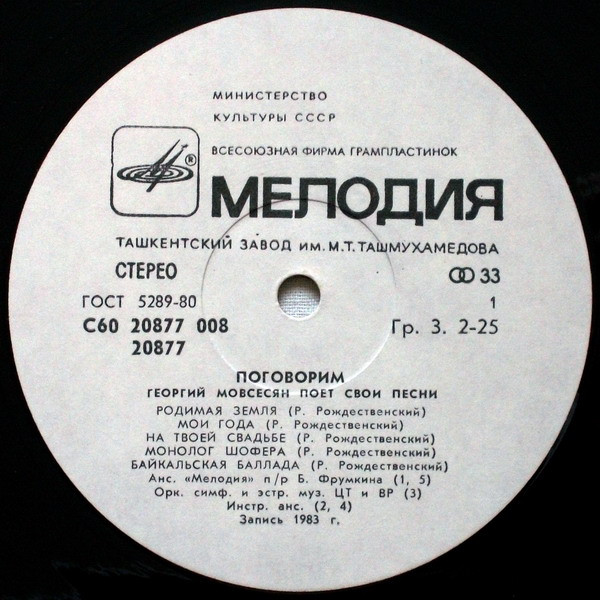 МИНИСТЕРСТВО
КУЛЬТУРЫ СССР
ВСЕСОЮЗНАЯ ФИРМА ГРАМПЛАСТИНОК
®
МЕЛОДИЯ
ТАШКЕНТСКИЙ ЗАВОД ИМ. М. Т. ТАШМУХАМЕДОВА
СТЕРЕО
33
ГОСТ 5289-80
1
С60 20877 008
Гр. 3. 2-25
20877
ПОГОВОРИМ
ГЕОРГИЙ МОВСЕСЯН ПОЕТ СВОИ ПЕСНИ
РОДИМАЯ ЗЕМЛЯ (Р. Рождественский)
МОИ ГОДА (Р. Рождественский)
НА ТВОЕЙ СВАДЬБЕ (Р. Рождественский)
МОНОЛОГ ШОФЕРА (Р. Рождественский)
БАЙКАЛЬСКАЯ БАЛЛАДА (Р. Рождественский)
Анс. «Мелодия» п/р Б. Фрумкина (1, 5)
Орк. симф. и эстр. муз. ЦТ и ВР (3)
Инстр. анс. (2, 4)
Запись 1983 г.